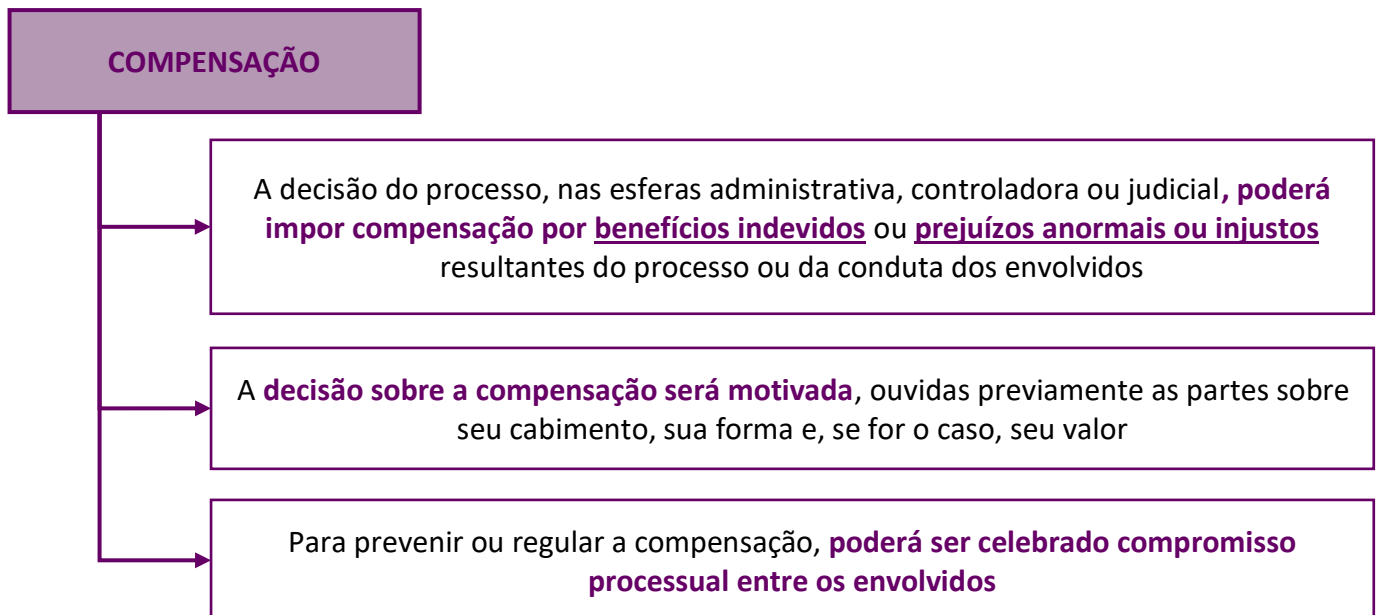 COMPENSAÇÃO
A decisão do processo, nas esferas administrativa, controladora ou judicial, poderá
impor compensação por benefícios indevidos ou prejuízos anormais ou injustos
resultantes do processo ou da conduta dos envolvidos
A decisão sobre a compensação será motivada, ouvidas previamente as partes sobre
seu cabimento, sua forma e, se for o caso, seu valor
Para prevenir ou regular a compensação, poderá ser celebrado compromisso
processual entre os envolvidos